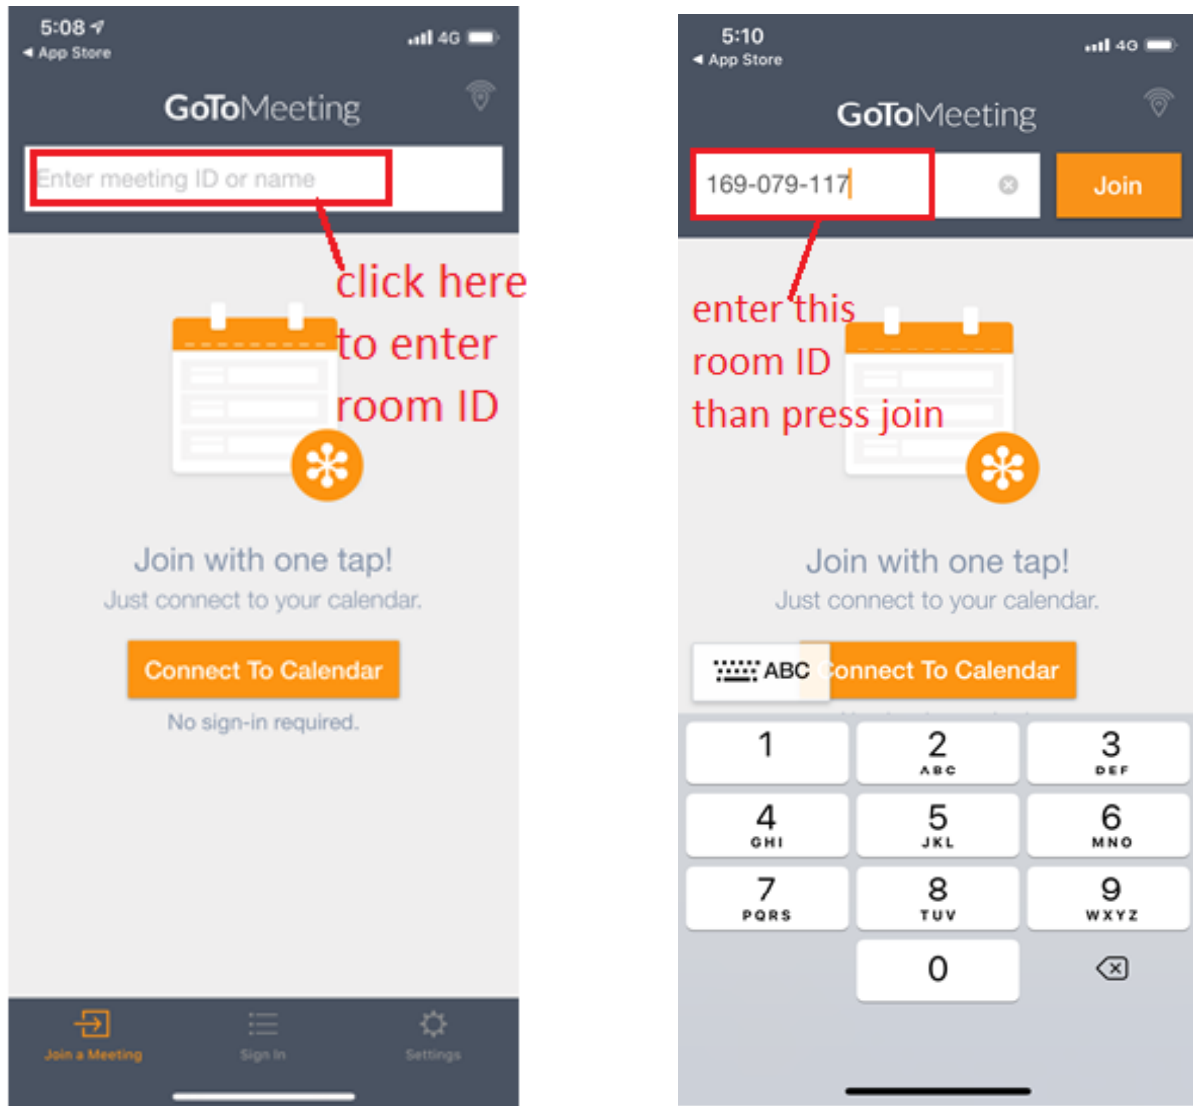 5:08
4G
◄ App Store
GoToMeeting
Enter meeting ID or name
click here
to enter
room ID
Join with one tap!
Just connect to your calendar.
Connect To Calendar
No sign-in required.
Join a Meeting
Sign In
Settings
5:10
4G
◄ App Store
GoToMeeting
169-079-117
Join
enter this
room ID
than press join
Join with one tap!
Just connect to your calendar.
ABC
Connect To Calendar
1
2
3
ABC
DEF
4
5
6
GHI
JKL
MNO
7
8
9
PQRS
TUV
WXYZ
0